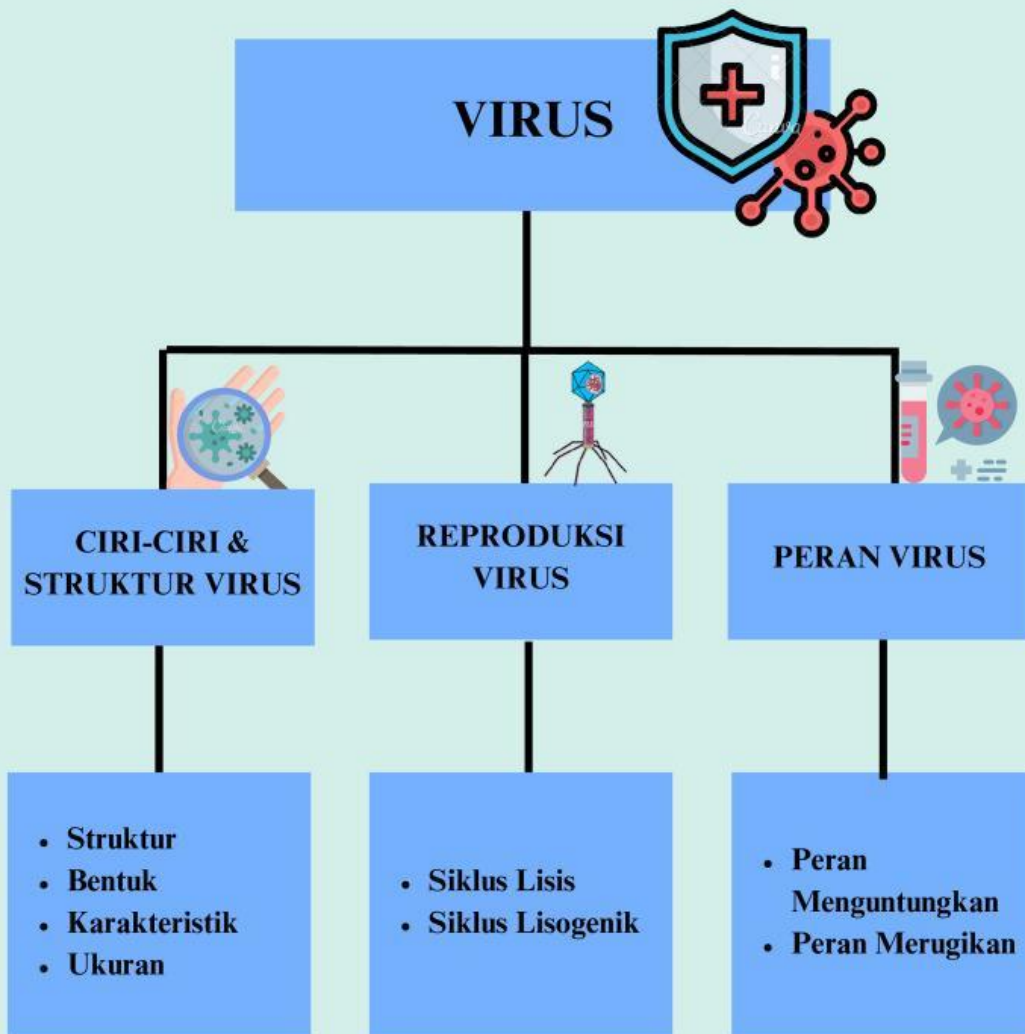 VIRUS
CIRI-CIRI &
STRUKTUR VIRUS
REPRODUKSI
VIRUS
PERAN VIRUS
• Struktur
• Bentuk
• Karakteristik
• Ukuran
• Siklus Lisis
• Siklus Lisogenik
• Peran
Menguntungkan
• Peran Merugikan